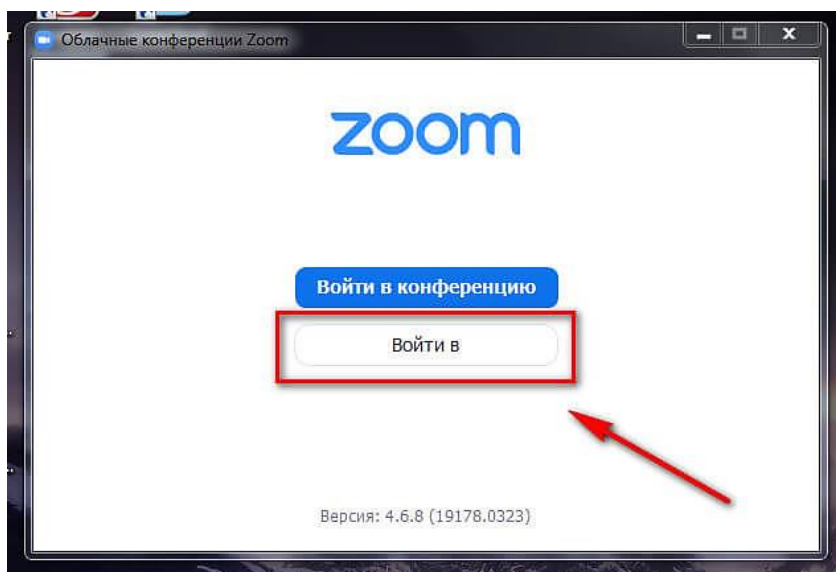 Облачные конференции Zoom
zoom
Войти в конференцию
Войти в
Версия: 4.6.8 (19178.0323)